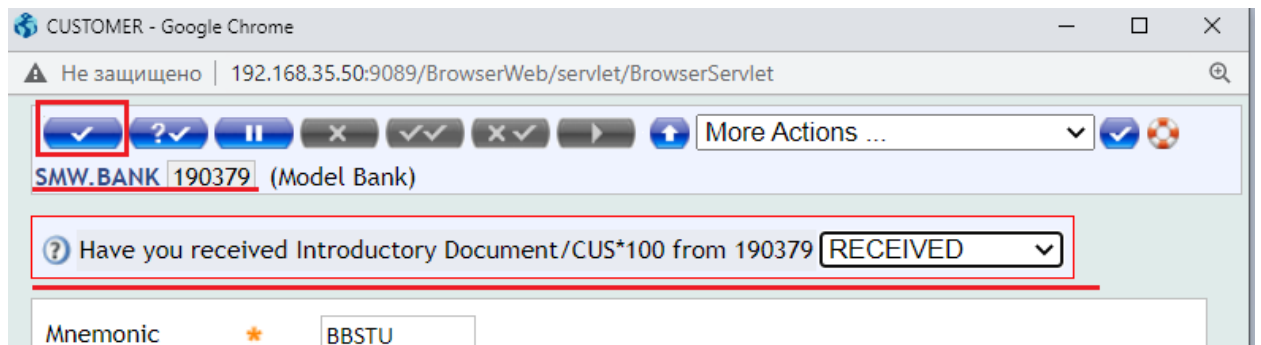 CUSTOMER - Google Chrome
Не защищено | 192.168.35.50:9089/BrowserWeb/servlet/BrowserServlet
More Actions ...
SMW.BANK 190379 (Model Bank)
Have you received Introductory Document/CUS*100 from 190379 RECEIVED
Mnemonic * BBSTU